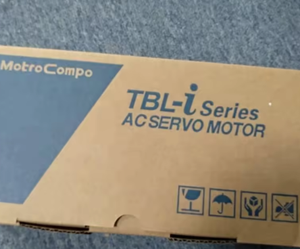 MotroCompo
TBL-i Series
AC SERVO MOTOR